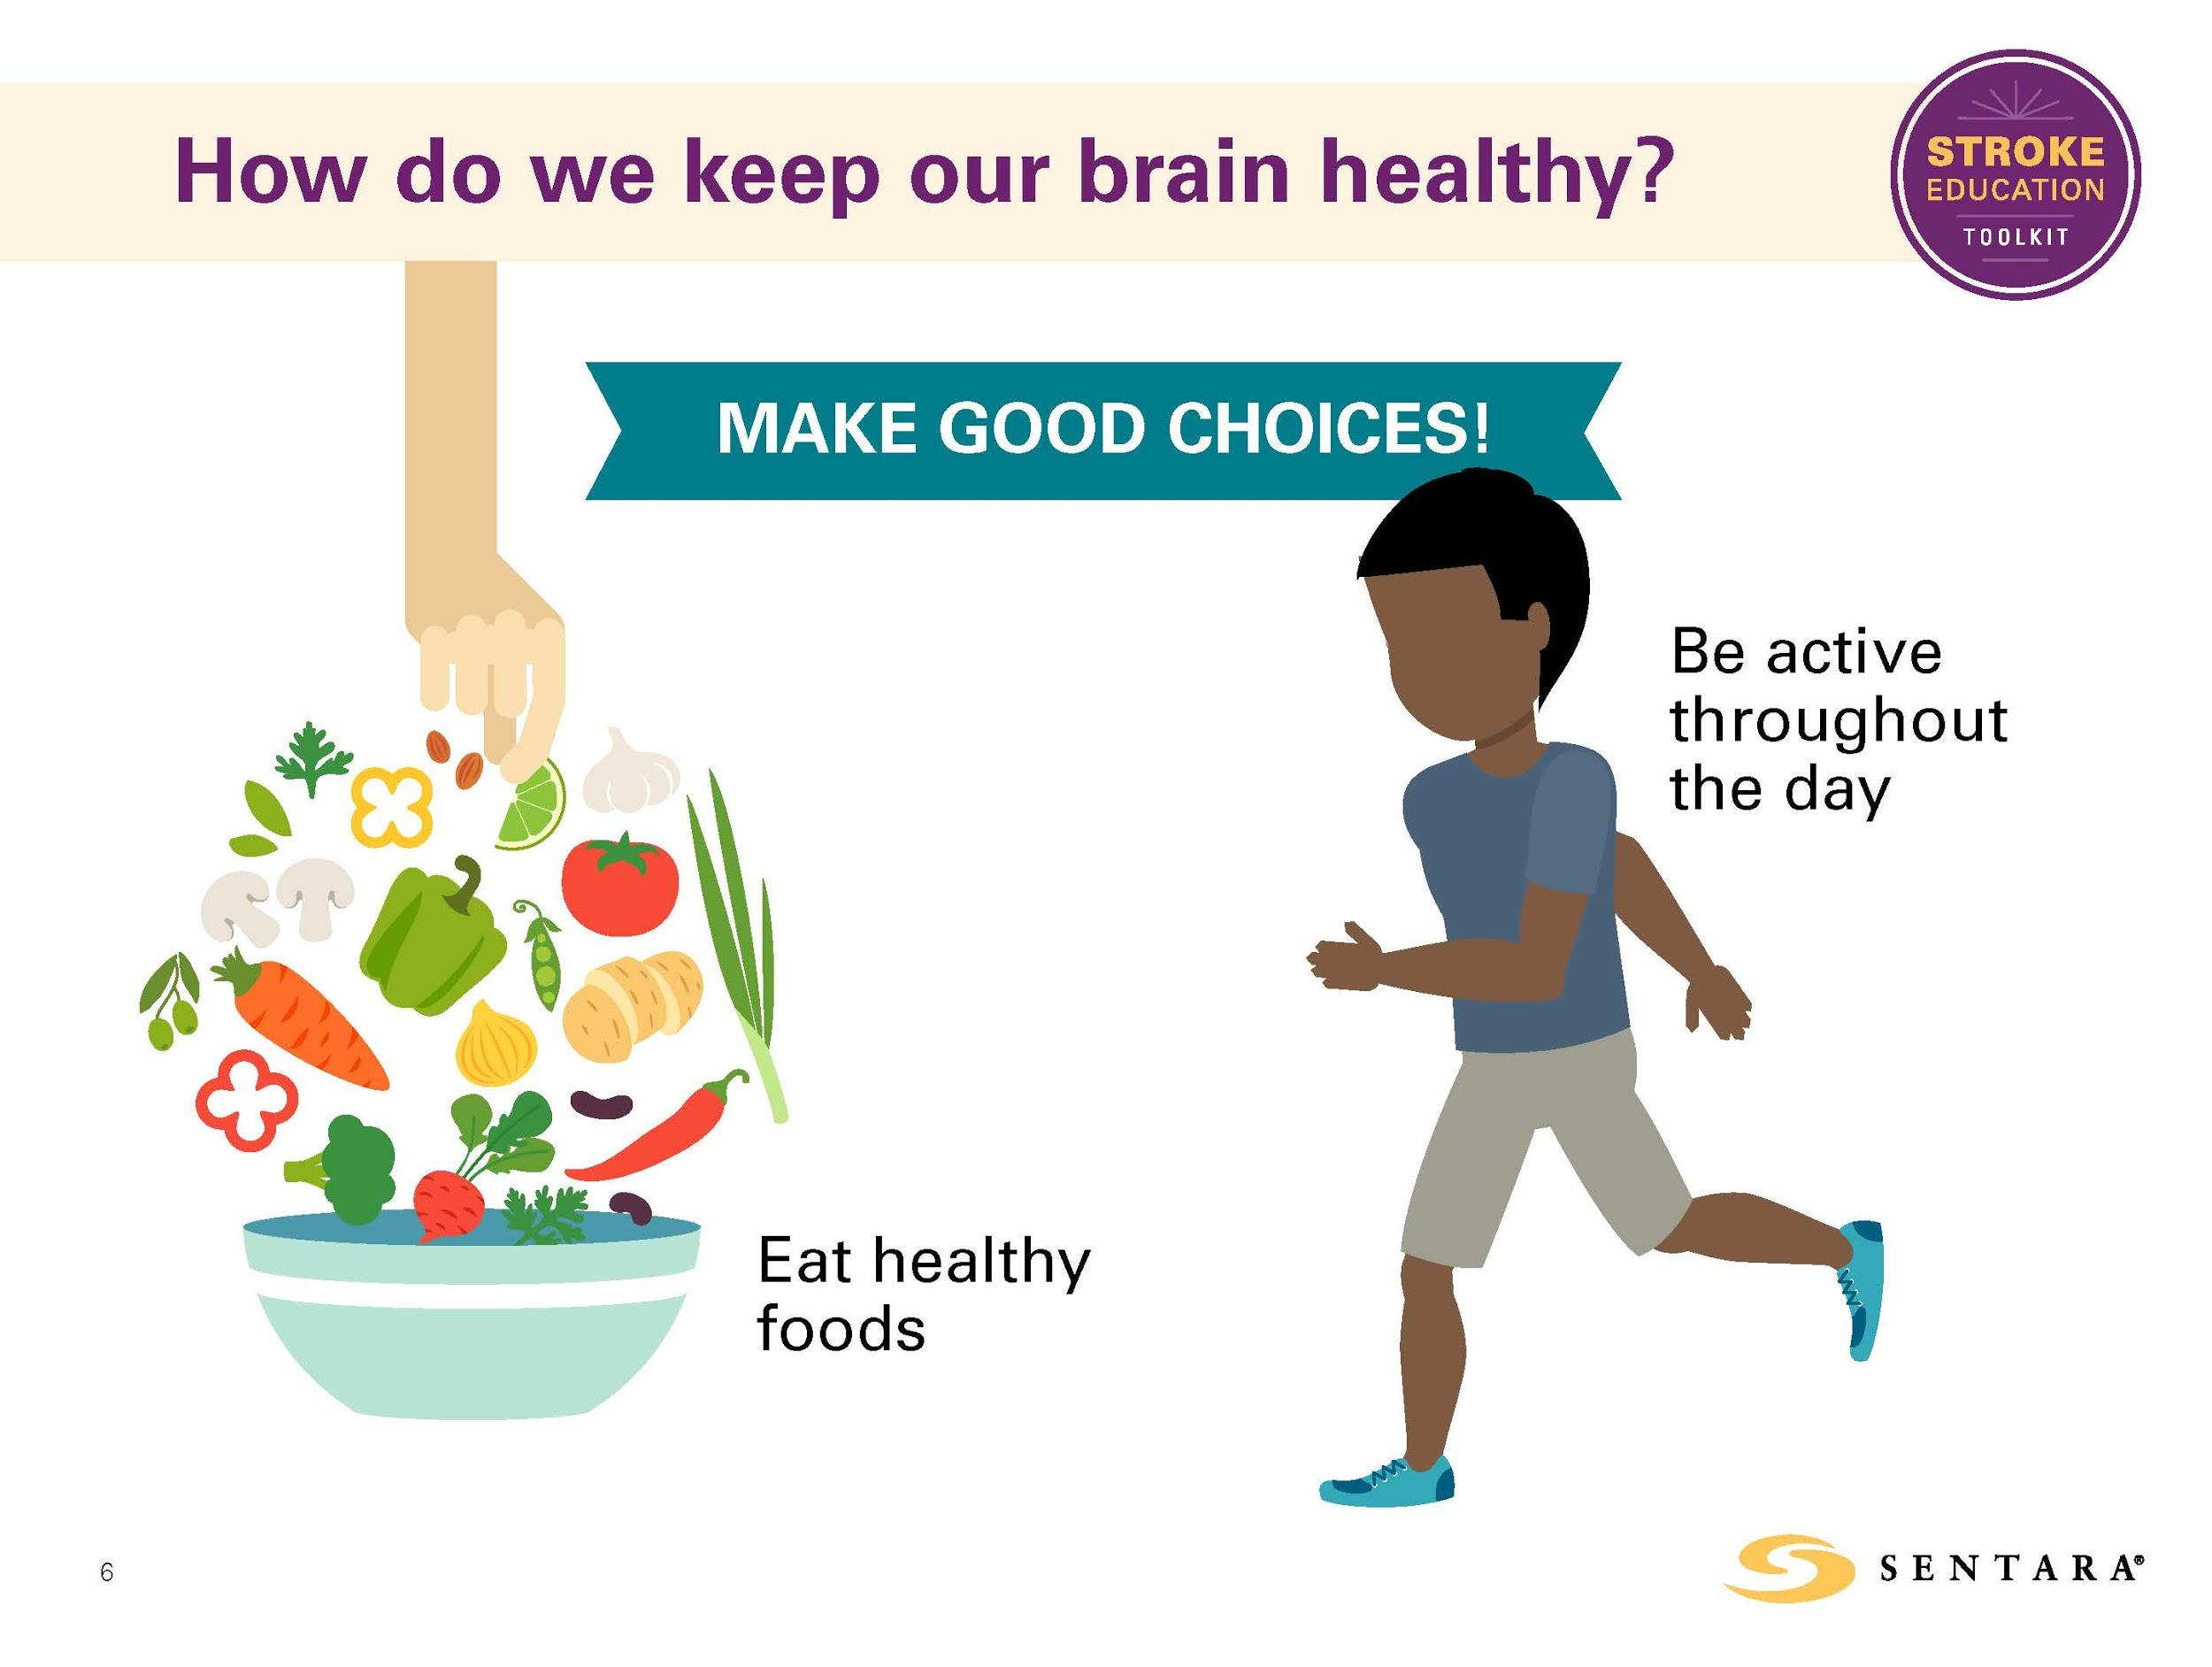 How do we keep our brain healthy?
STROKE
EDUCATION
TOOLKIT
MAKE GOOD CHOICES!
Be active
throughout
the day
Eat healthy
foods
6
SENTARA®